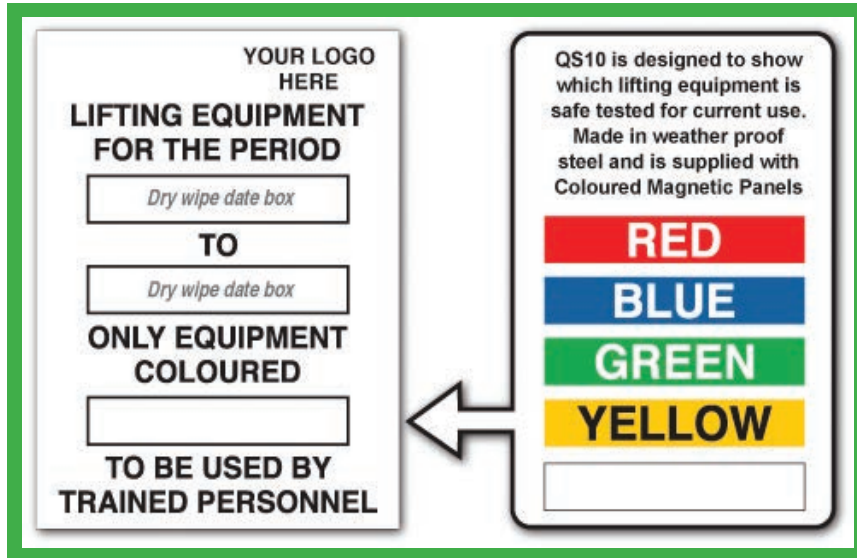 YOUR LOGO
HERE
LIFTING EQUIPMENT
FOR THE PERIOD
Dry wipe date box
TO
Dry wipe date box
ONLY EQUIPMENT
COLOURED
TO BE USED BY
TRAINED PERSONNEL
QS10 is designed to show
which lifting equipment is
safe tested for current use.
Made in weather proof
steel and is supplied with
Coloured Magnetic Panels
RED
BLUE
GREEN
YELLOW